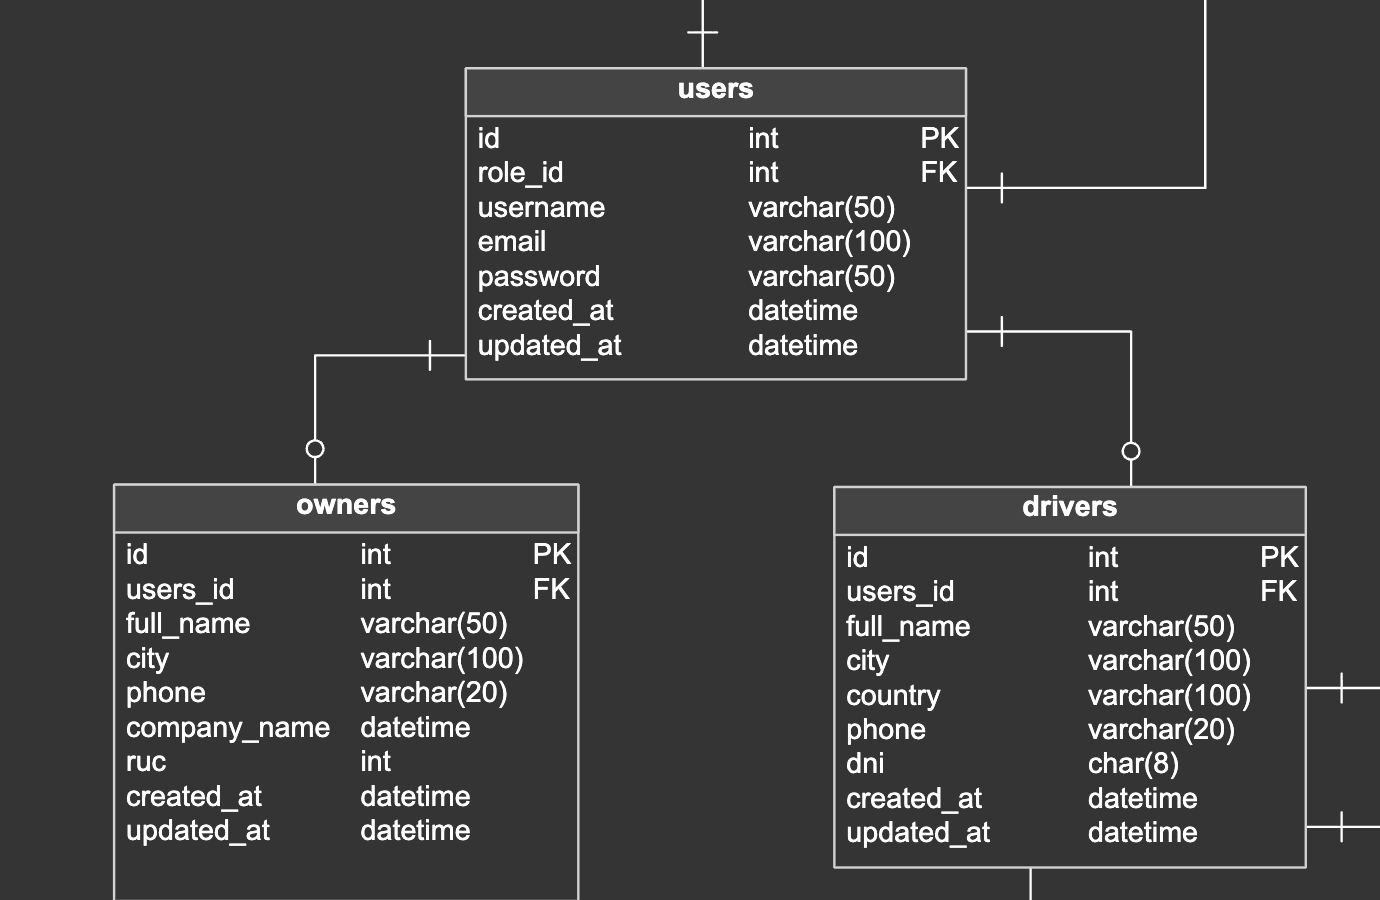 users
id int PK
role_id int FK
username varchar(50)
email varchar(100)
password varchar(50)
created_at datetime
updated_at datetime
owners
id int PK
users_id int FK
full_name varchar(50)
city varchar(100)
phone varchar(20)
company_name datetime
ruc int
created_at datetime
updated_at datetime
drivers
id int PK
users_id int FK
full_name varchar(50)
city varchar(100)
country varchar(100)
phone varchar(20)
dni char(8)
created_at datetime
updated_at datetime